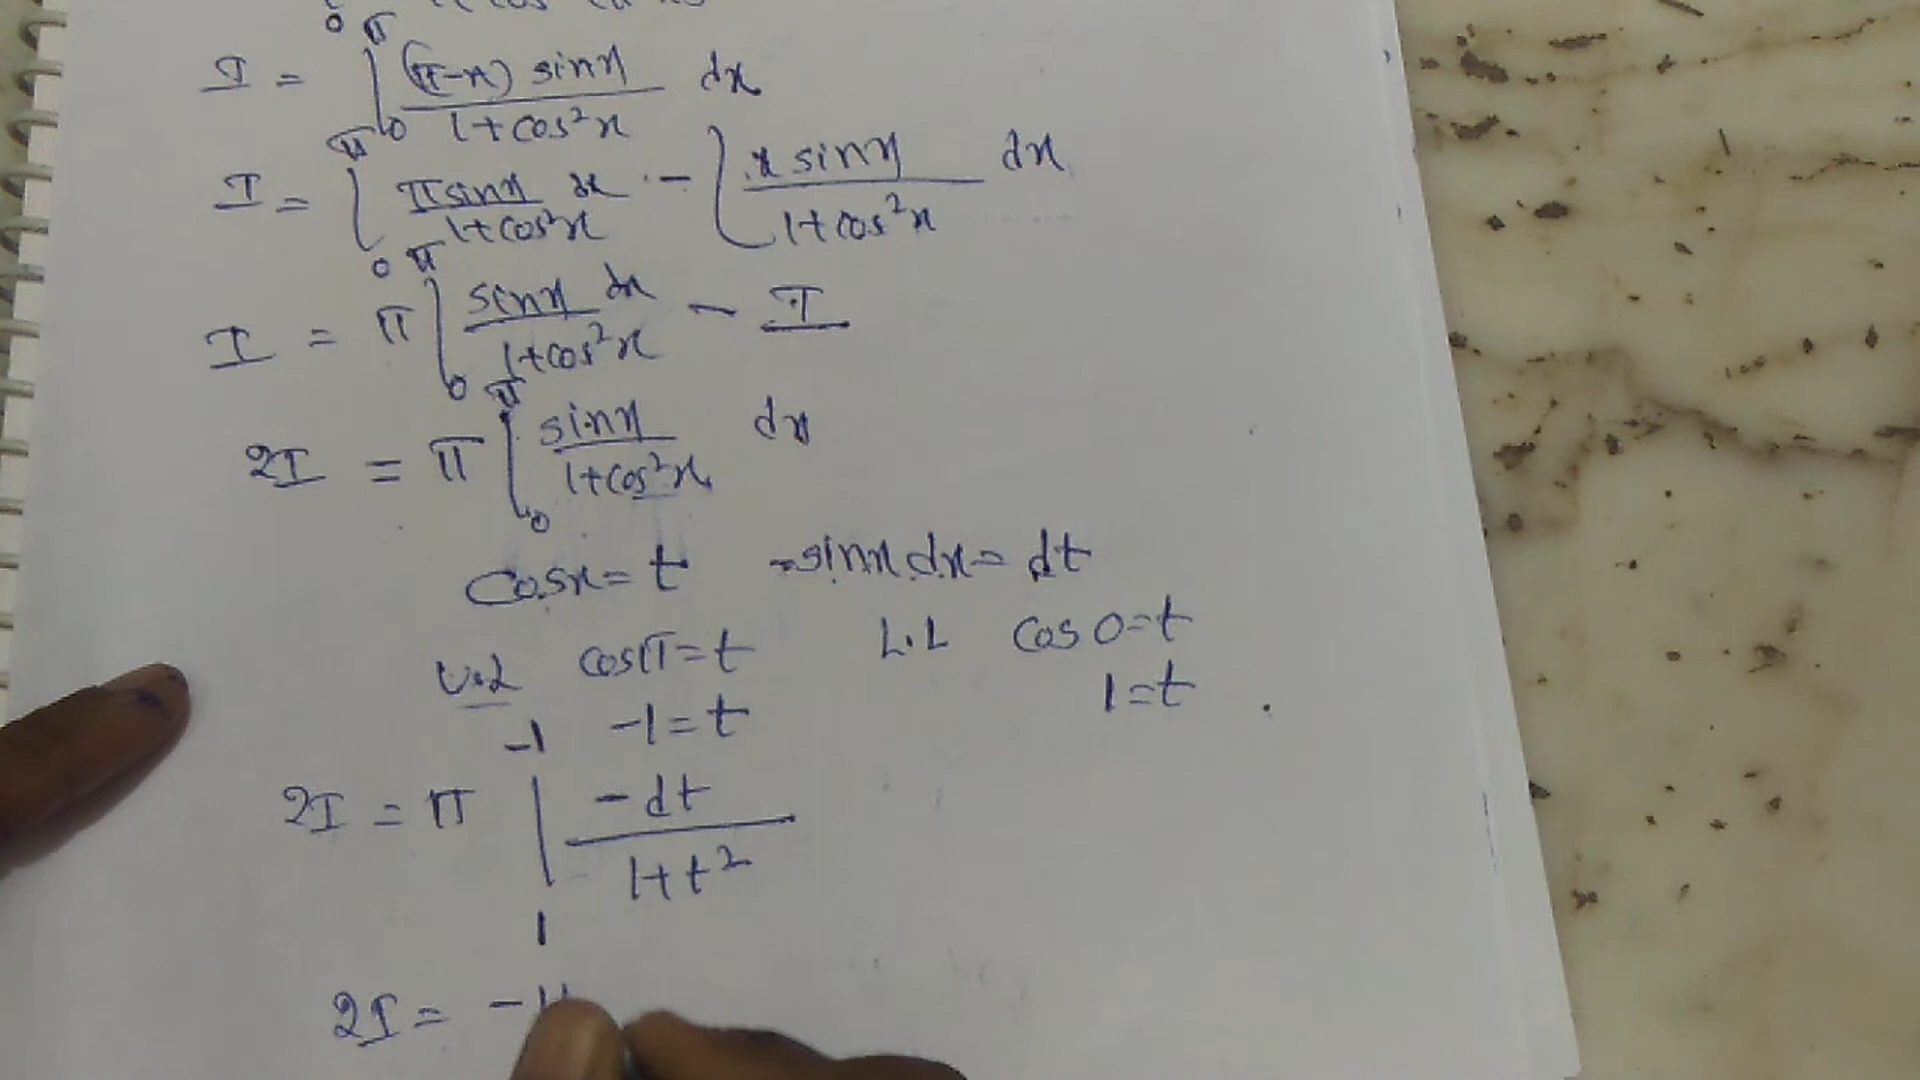 I = ∫₀^π (π-x) sinx / 1+cos²x dx
I = ∫₀^π πsinx / 1+cos²x dx - ∫ x sinx / 1+cos²x dx
I = π ∫₀^π sinx dx / 1+cos²x - I
2I = π ∫₀^π sinx / 1+cos²x dx
cosx = t -sinx dx = dt
U.L cosπ = t L.L cos0 = t
-1 = t 1 = t
2I = π ∫₁^-1 -dt / 1+t²
2I = -